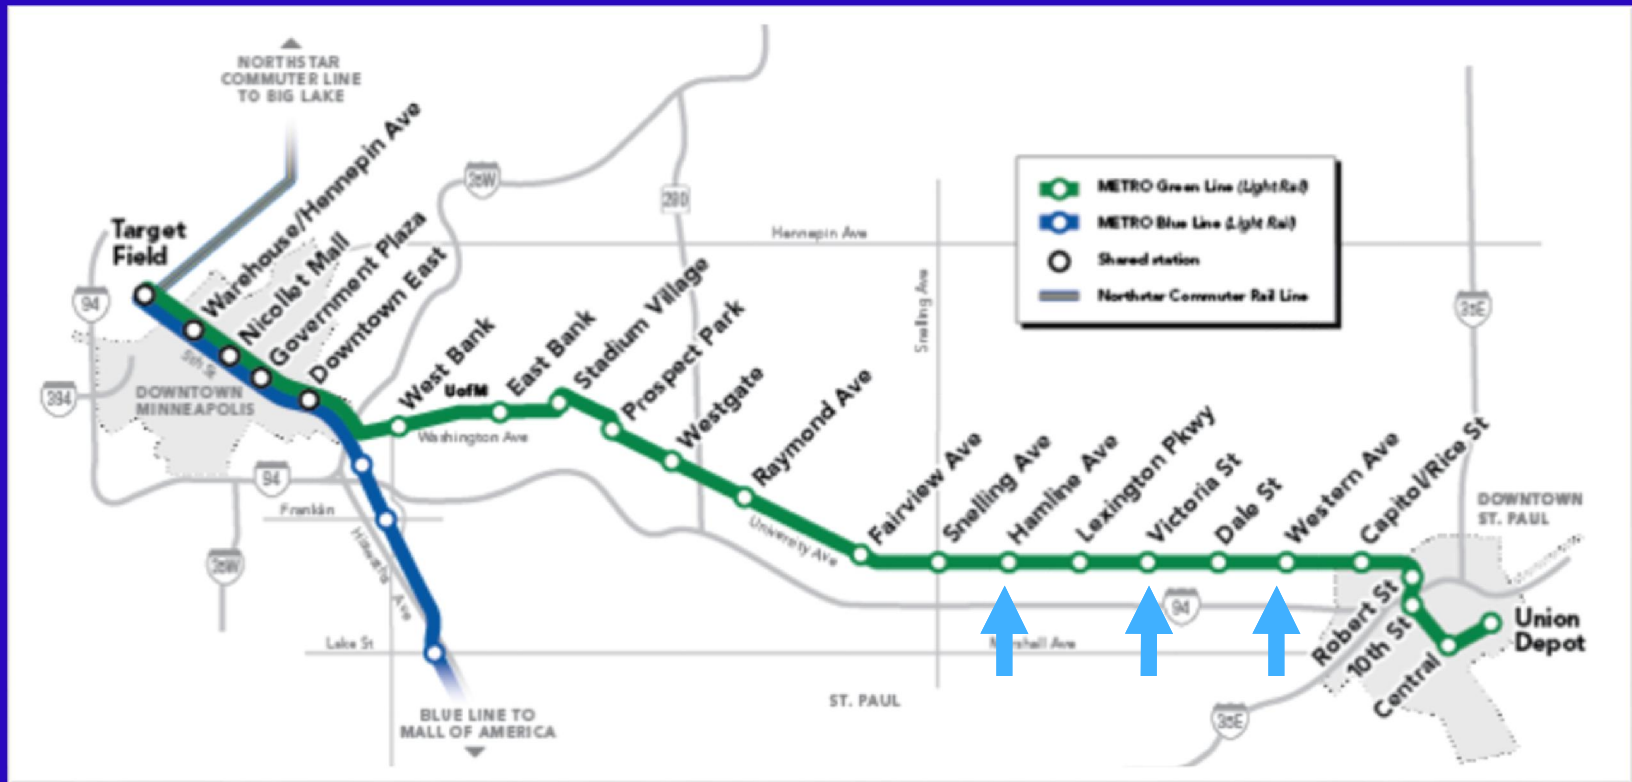 NORTHSTAR
COMMUTER LINE
TO BIG LAKE
Target
Field
Warehouse/Hennepin Ave
Nicollet Mall
Government Plaza
Downtown East
West Bank
UofM
East Bank
Stadium Village
Prospect Park
Westgate
Raymond Ave
Fairview Ave
Snelling Ave
Hamline Ave
Lexington Pkwy
Victoria St
Dale St
Western Ave
Capitol/Rice St
Robert St
10th St
Central
Union
Depot
METRO Green Line (Light Rail)
METRO Blue Line (Light Rail)
Shared station
Northstar Commuter Rail Line
35W
280
Hennepin Ave
Snelling Ave
35E
94
394
5th St
DOWNTOWN
MINNEAPOLIS
Washington Ave
94
Franklin
Hiawatha Ave
35W
University Ave
94
DOWNTOWN
ST. PAUL
Lake St
Marshall Ave
ST. PAUL
35E
BLUE LINE TO
MALL OF AMERICA